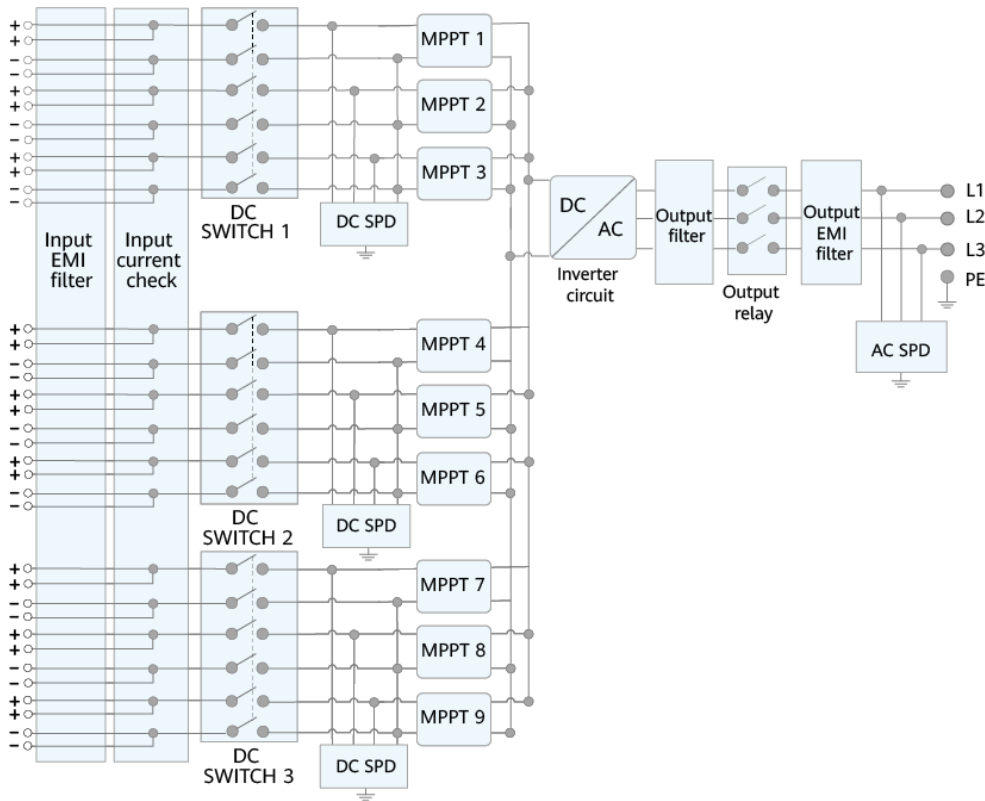 +
+
−
−
+
+
−
−
+
+
−
−
MPPT 1
MPPT 2
MPPT 3
DC
SWITCH 1
DC SPD
Input
EMI
filter
Input
current
check
DC
AC
Inverter
circuit
Output
filter
Output
relay
Output
EMI
filter
L1
L2
L3
PE
AC SPD
+
+
−
−
+
+
−
−
+
+
−
−
MPPT 4
MPPT 5
MPPT 6
DC
SWITCH 2
DC SPD
+
+
−
−
+
+
−
−
+
+
−
−
MPPT 7
MPPT 8
MPPT 9
DC
SWITCH 3
DC SPD